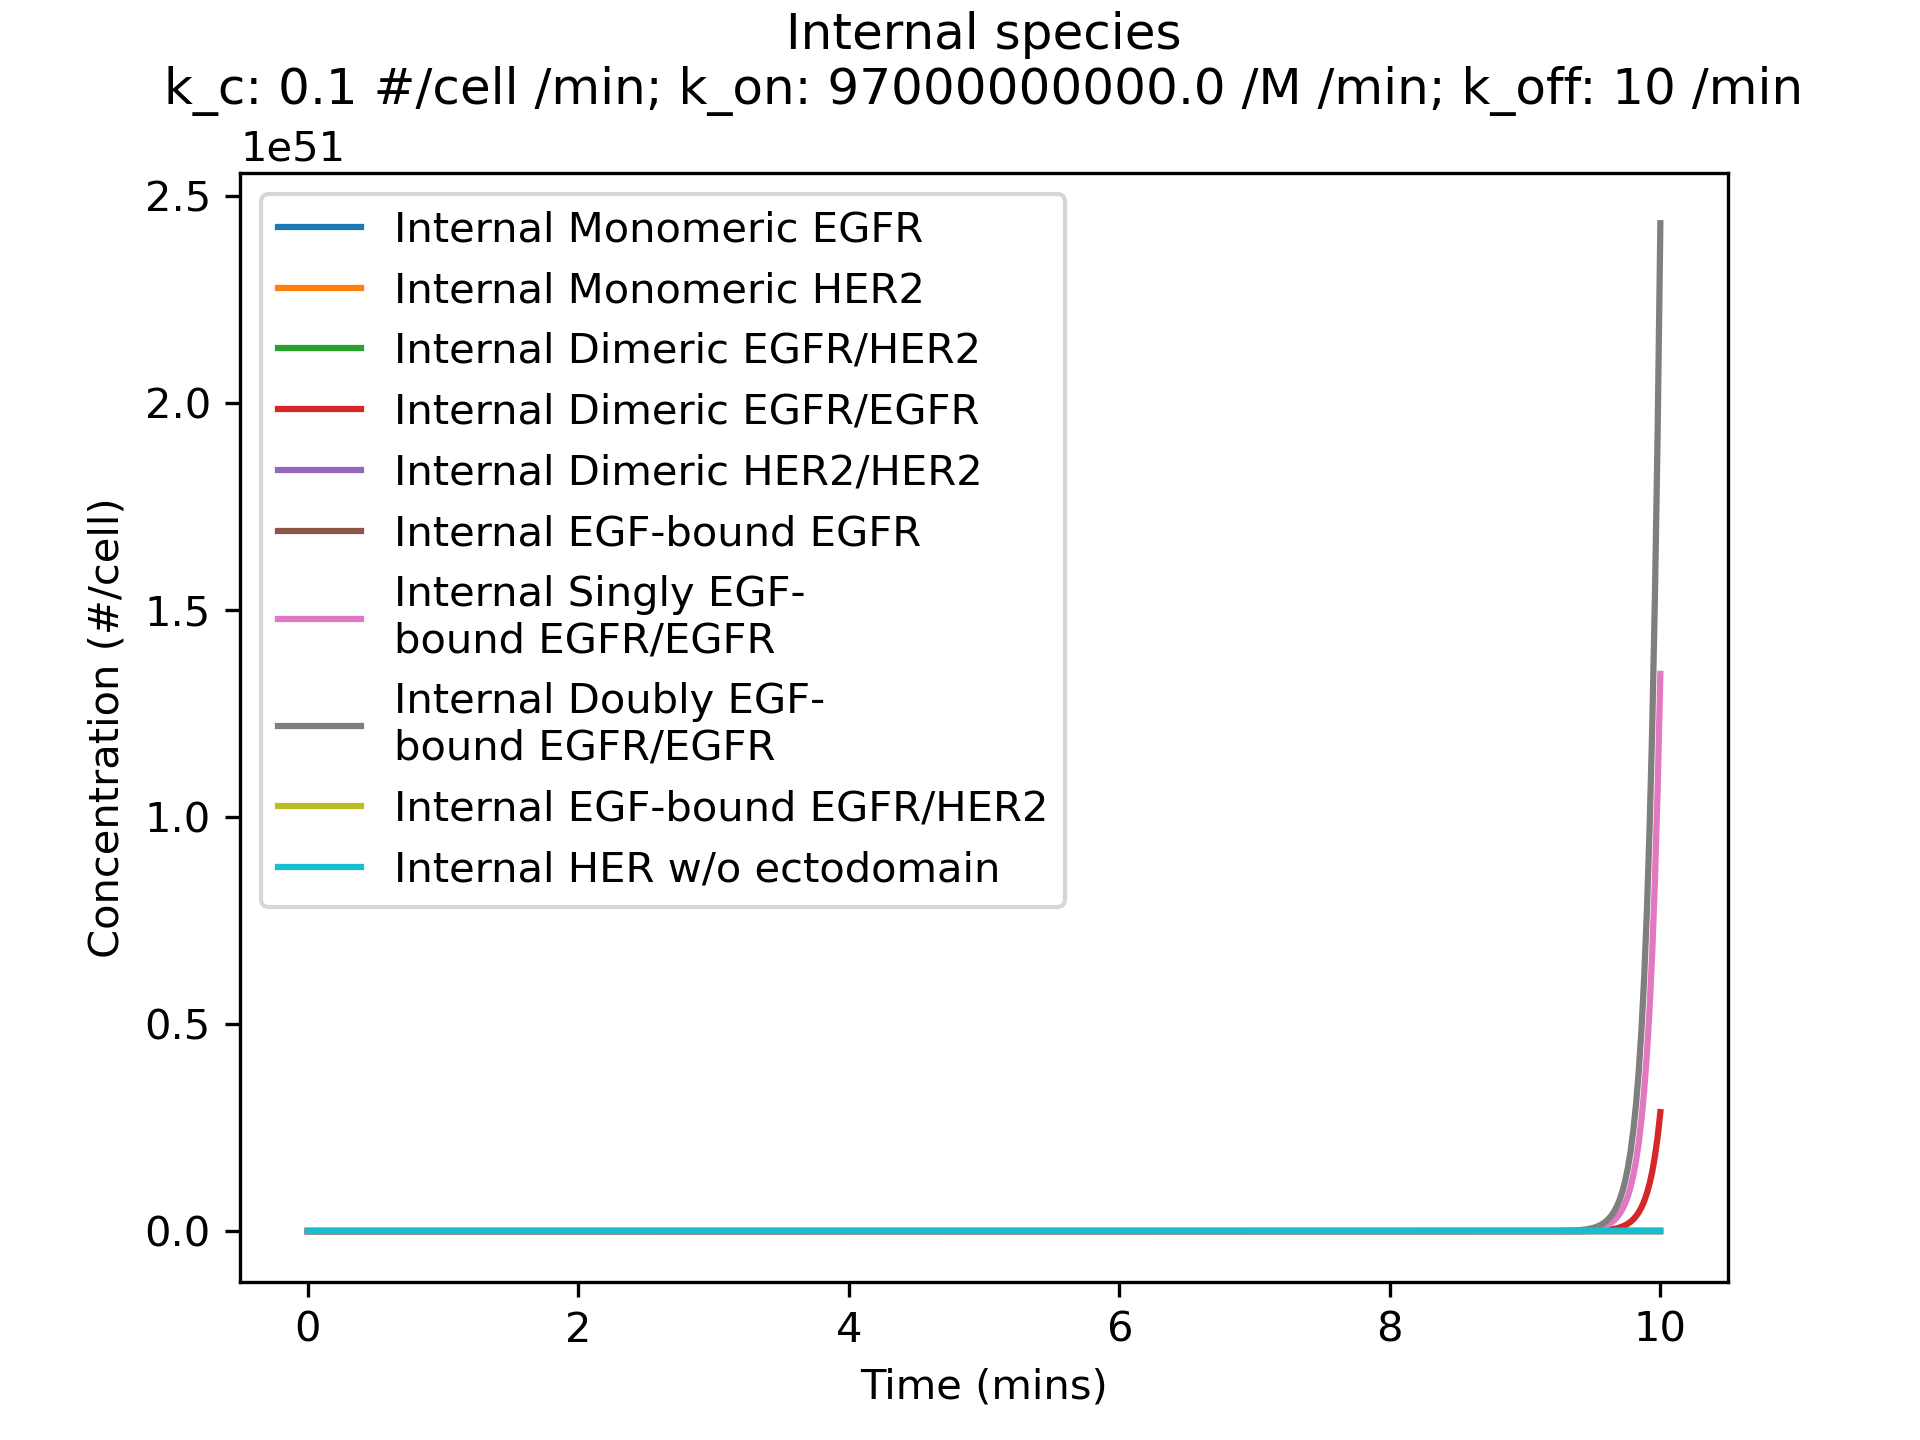 Internal species
k_c: 0.1 #/cell /min; k_on: 97000000000.0 /M /min; k_off: 10 /min
1e51
2.5
2.0
1.5
1.0
0.5
0.0
Concentration (#/cell)
Internal Monomeric EGFR
Internal Monomeric HER2
Internal Dimeric EGFR/HER2
Internal Dimeric EGFR/EGFR
Internal Dimeric HER2/HER2
Internal EGF-bound EGFR
Internal Singly EGF-
bound EGFR/EGFR
Internal Doubly EGF-
bound EGFR/EGFR
Internal EGF-bound EGFR/HER2
Internal HER w/o ectodomain
0 2 4 6 8 10
Time (mins)